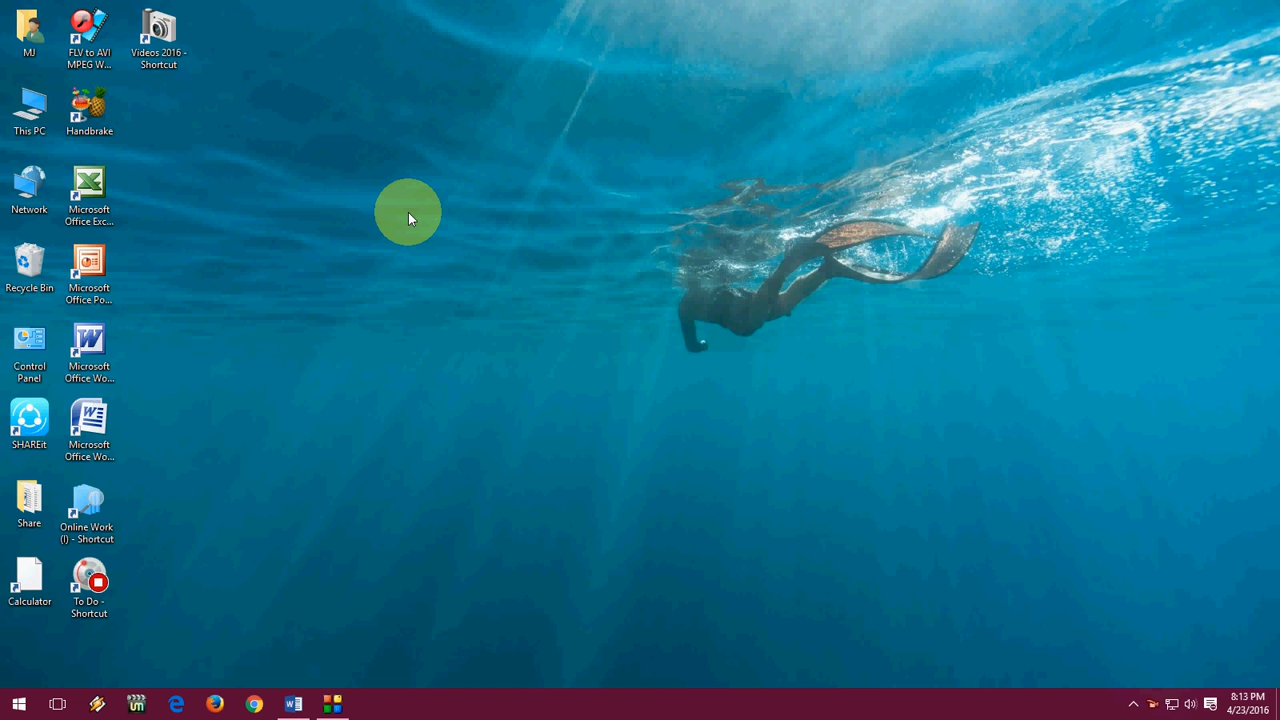 MJ
FLV to AVI
MPEG W...
Videos 2016 -
Shortcut
This PC
Handbrake
Network
Microsoft
Office Exc...
Recycle Bin
Microsoft
Office Po...
Control
Panel
Microsoft
Office Wo...
SHAREit
Microsoft
Office Wo...
Share
Online Work
(I) - Shortcut
Calculator
To Do -
Shortcut
8:13 PM
4/23/2016